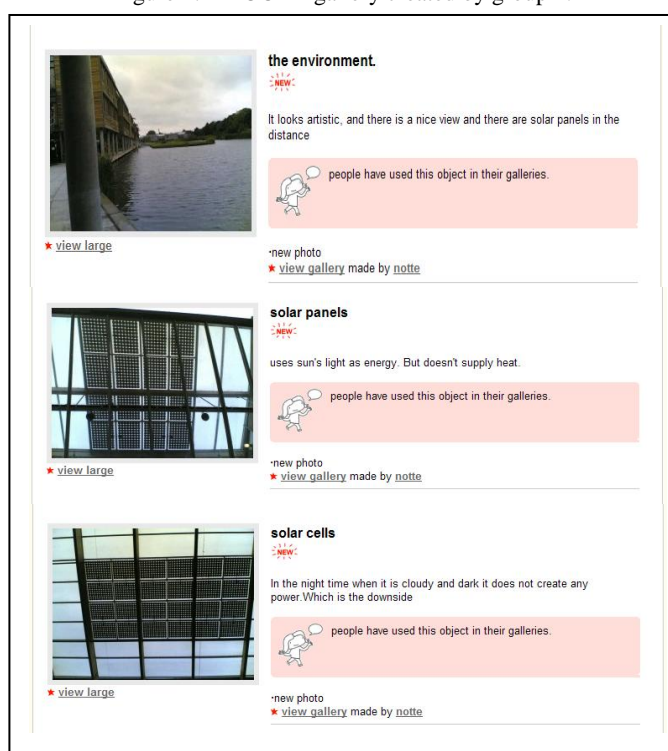 the environment.
NEW
It looks artistic, and there is a nice view and there are solar panels in the
distance
people have used this object in their galleries.
view large
·new photo
view gallery made by notte
solar panels
NEW
uses sun's light as energy. But doesn't supply heat.
people have used this object in their galleries.
view large
·new photo
view gallery made by notte
solar cells
NEW
In the night time when it is cloudy and dark it does not create any
power.Which is the downside
people have used this object in their galleries.
view large
·new photo
view gallery made by notte